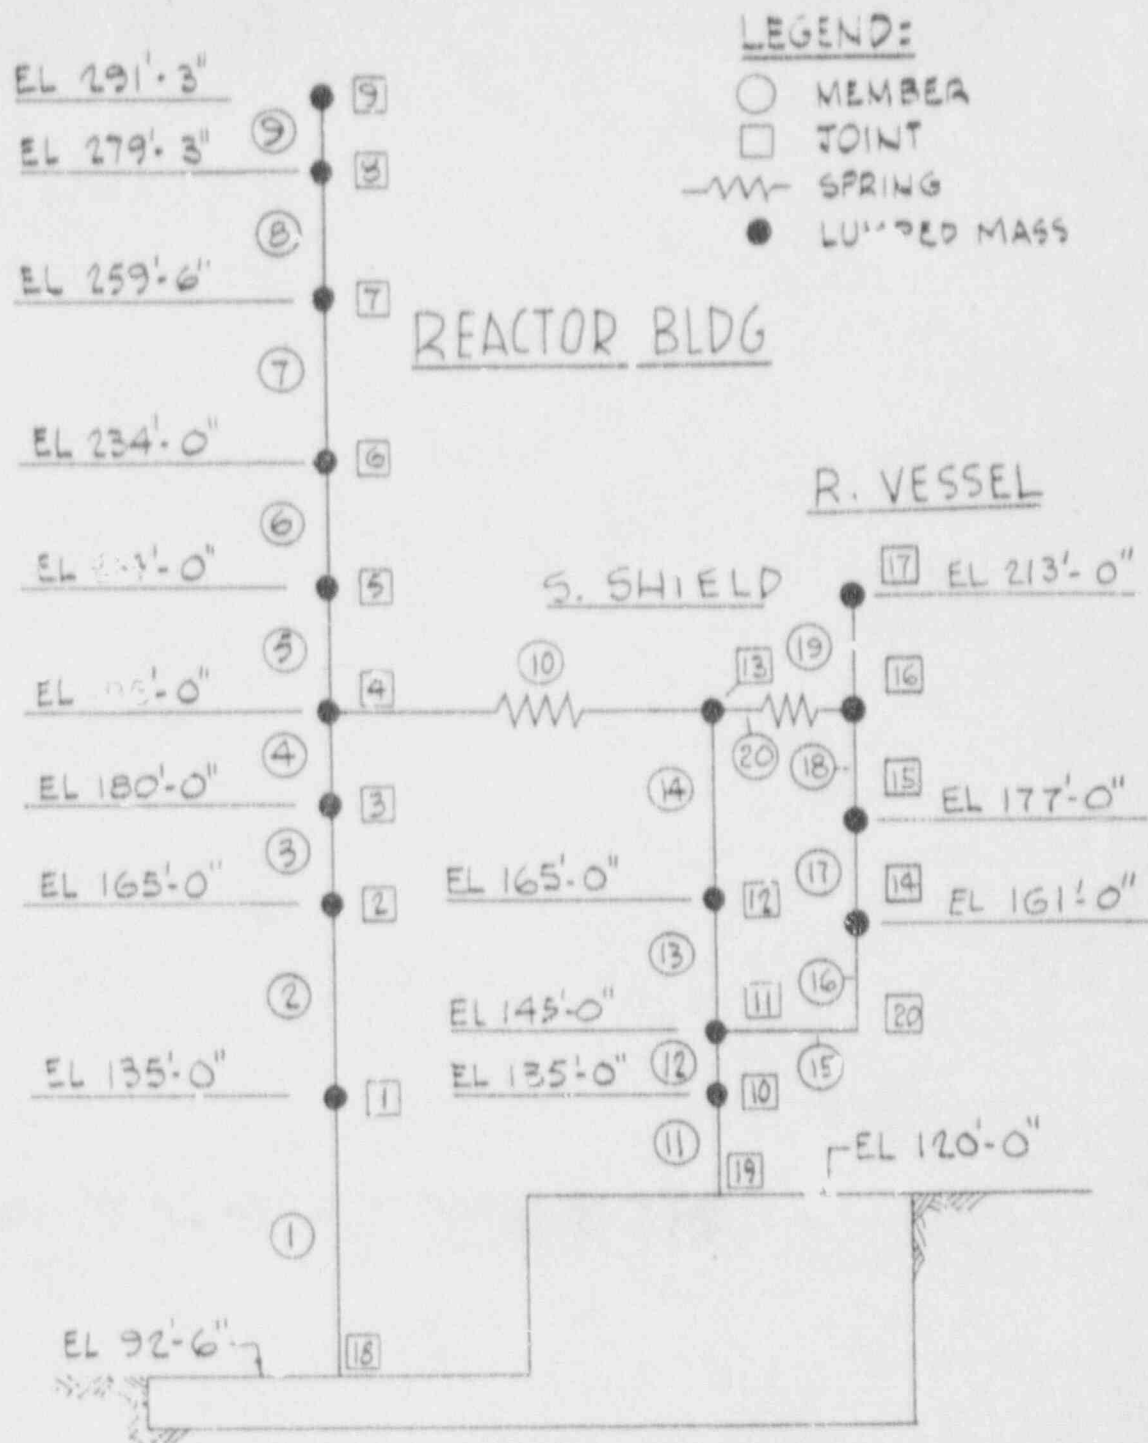 LEGEND:
MEMBER
JOINT
SPRING
MASS
EL 291'-3"
9
9
EL 279'-3"
8
8
EL 259'-6"
7
REACTOR BLDG
7
EL 234'-0"
6
R. VESSEL
6
EL '-0"
5
S. SHIELD
17
EL 213'-0"
5
10
13
19
16
EL '-0"
4
4
20
18
15
EL 177'-0"
14
EL 180'-0"
3
3
17
14
EL 161'-0"
EL 165'-0"
2
EL 165'-0"
12
13
16
2
11
20
EL 145'-0"
12
15
EL 135'-0"
1
EL 135'-0"
10
11
19
EL 120'-0"
1
EL 92'-6"
18